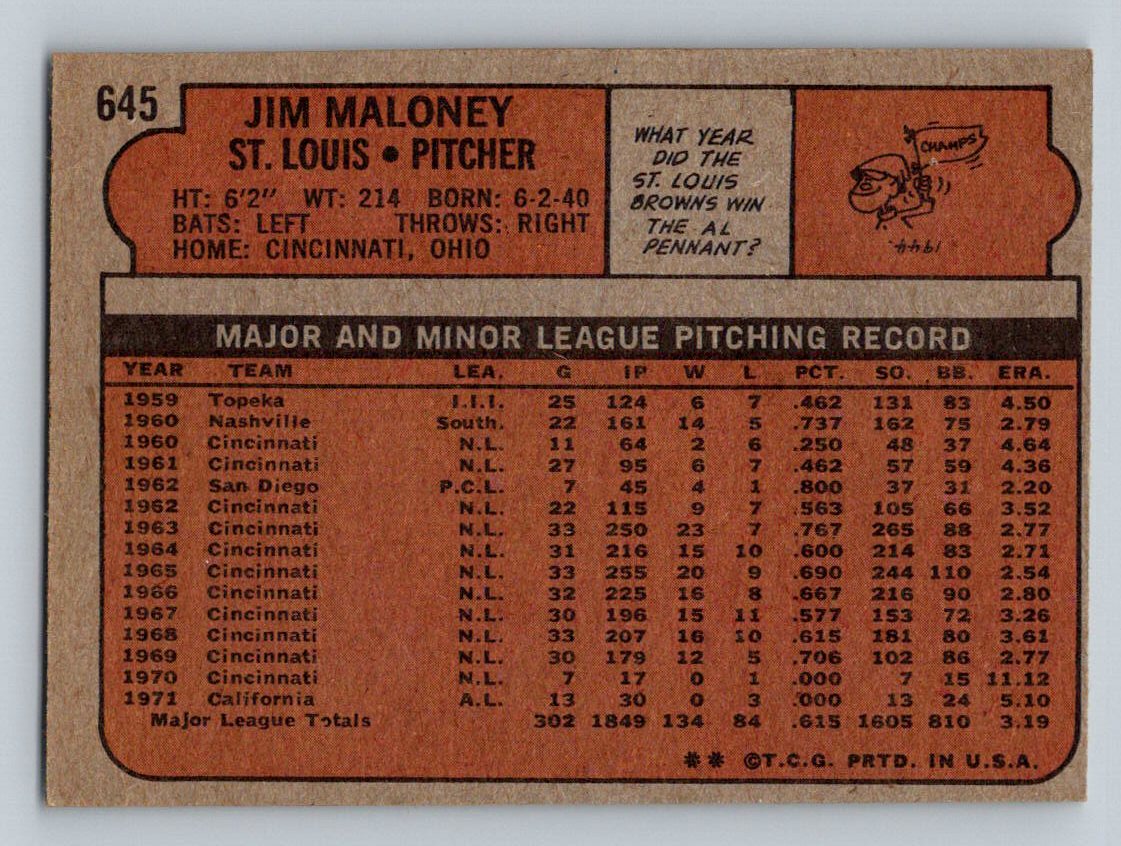 645
JIM MALONEY
ST. LOUIS • PITCHER
HT: 6'2" WT: 214 BORN: 6-2-40
BATS: LEFT THROWS: RIGHT
HOME: CINCINNATI, OHIO
WHAT YEAR
DID THE
ST. LOUIS
BROWNS WIN
THE AL
PENNANT?
CHAMPS
1944.
MAJOR AND MINOR LEAGUE PITCHING RECORD
YEAR TEAM LEA. G IP W L PCT. SO. BB. ERA.
1959 Topeka I.I.I. 25 124 6 7 .462 131 83 4.50
1960 Nashville South. 22 161 14 5 .737 162 75 2.79
1960 Cincinnati N.L. 11 64 2 6 .250 48 37 4.64
1961 Cincinnati N.L. 27 95 6 7 .462 57 59 4.36
1962 San Diego P.C.L. 7 45 4 1 .800 37 31 2.20
1962 Cincinnati N.L. 22 115 9 7 .563 105 66 3.52
1963 Cincinnati N.L. 33 250 23 7 .767 265 88 2.77
1964 Cincinnati N.L. 31 216 15 10 .600 214 83 2.71
1965 Cincinnati N.L. 33 255 20 9 .690 244 110 2.54
1966 Cincinnati N.L. 32 225 16 8 .667 216 90 2.80
1967 Cincinnati N.L. 30 196 15 11 .577 153 72 3.26
1968 Cincinnati N.L. 33 207 16 10 .615 181 80 3.61
1969 Cincinnati N.L. 30 179 12 5 .706 102 86 2.77
1970 Cincinnati N.L. 7 17 0 1 .000 7 15 11.12
1971 California A.L. 13 30 0 3 .000 13 24 5.10
Major League Totals 302 1849 134 84 .615 1605 810 3.19
** ©T.C.G. PRTD. IN U.S.A.